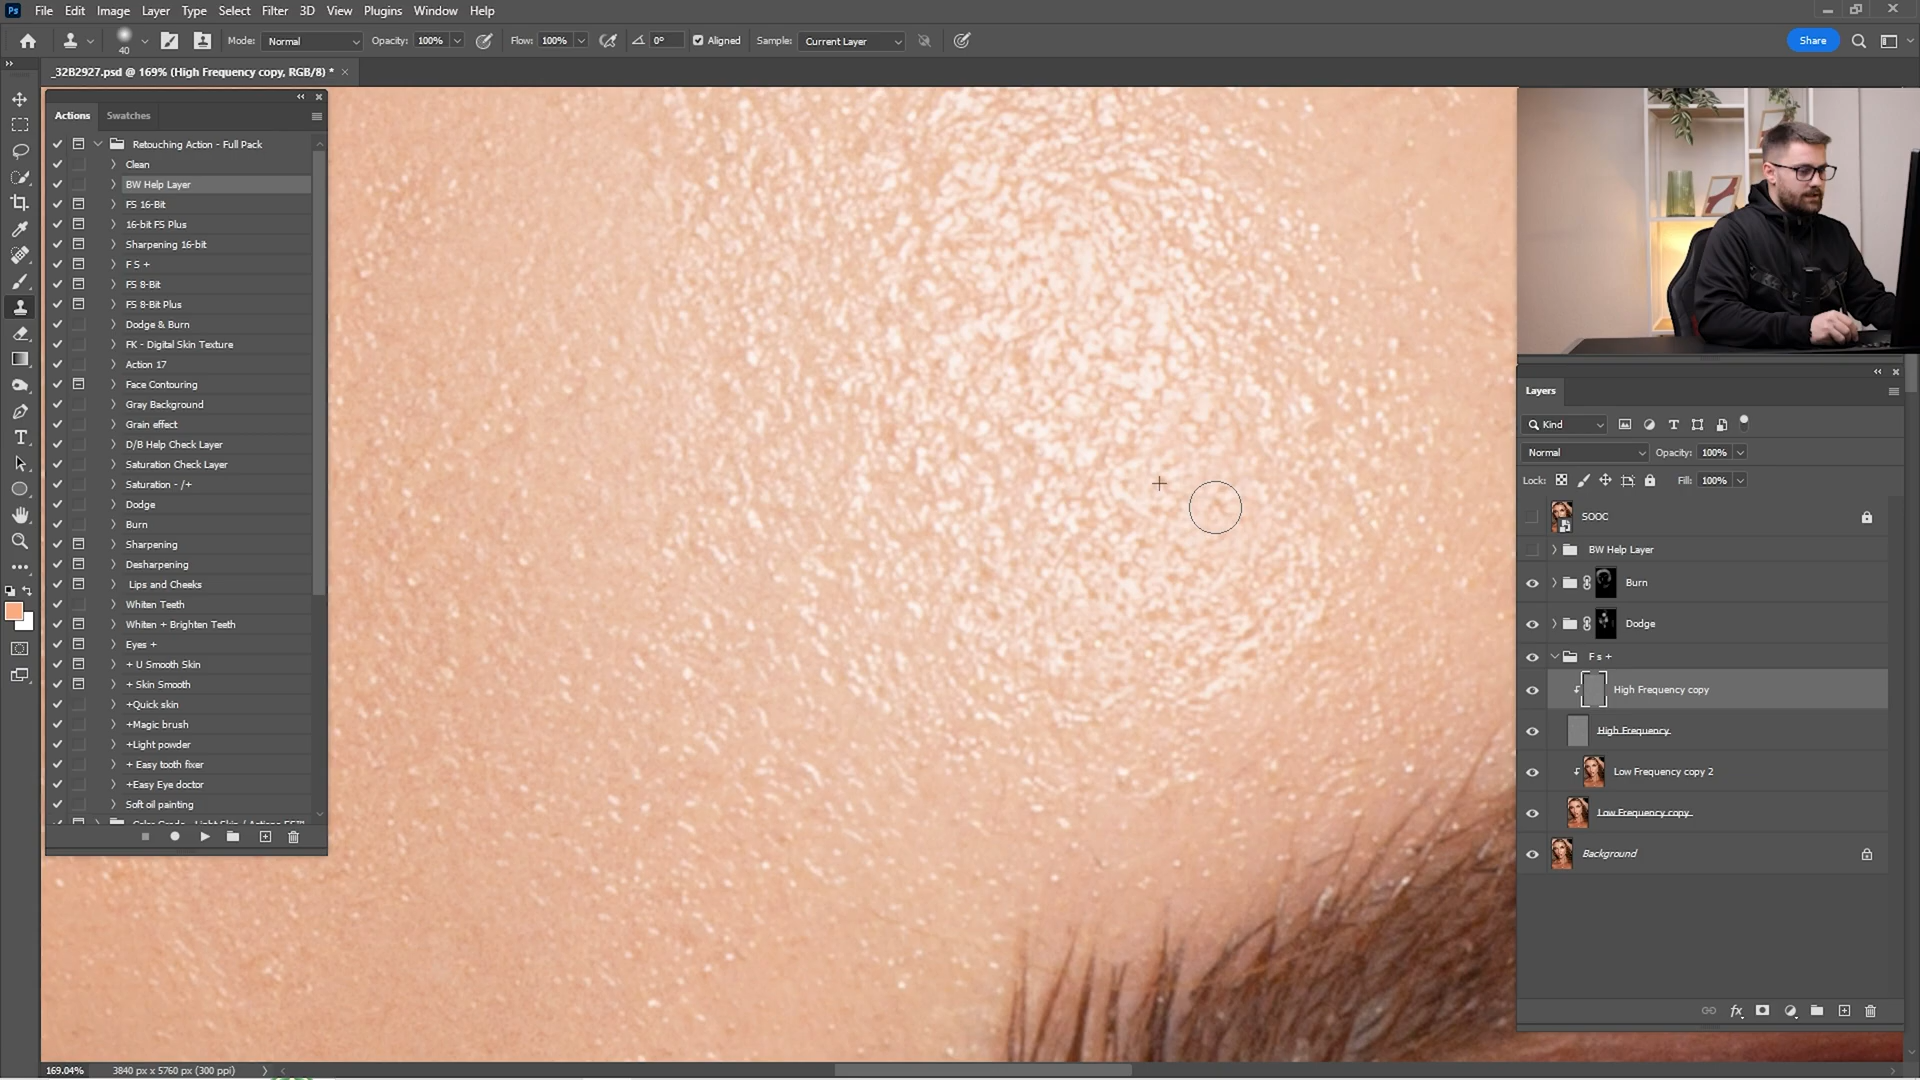 Ps File Edit Image Layer Type Select Filter 3D View Plugins Window Help
40 Mode: Normal Opacity: 100% Flow: 100% 0° Aligned Sample: Current Layer Share
_32B2927.psd @ 169% (High Frequency copy, RGB/8) *
Actions Swatches
Retouching Action - Full Pack
Clean
BW Help Layer
FS 16-Bit
16-bit FS Plus
Sharpening 16-bit
F S +
FS 8-Bit
FS 8-Bit Plus
Dodge & Burn
FK - Digital Skin Texture
Action 17
Face Contouring
Gray Background
Grain effect
D/B Help Check Layer
Saturation Check Layer
Saturation - /+
Dodge
Burn
Sharpening
Desharpening
Lips and Cheeks
Whiten Teeth
Whiten + Brighten Teeth
Eyes +
+ U Smooth Skin
+ Skin Smooth
+Quick skin
+Magic brush
+Light powder
+ Easy tooth fixer
+Easy Eye doctor
Soft oil painting
Layers
Kind
Normal Opacity: 100%
Lock: Fill: 100%
SOOC
BW Help Layer
Burn
Dodge
F s +
High Frequency copy
High Frequency
Low Frequency copy 2
Low Frequency copy
Background
169.04% 3840 px x 5760 px (300 ppi)